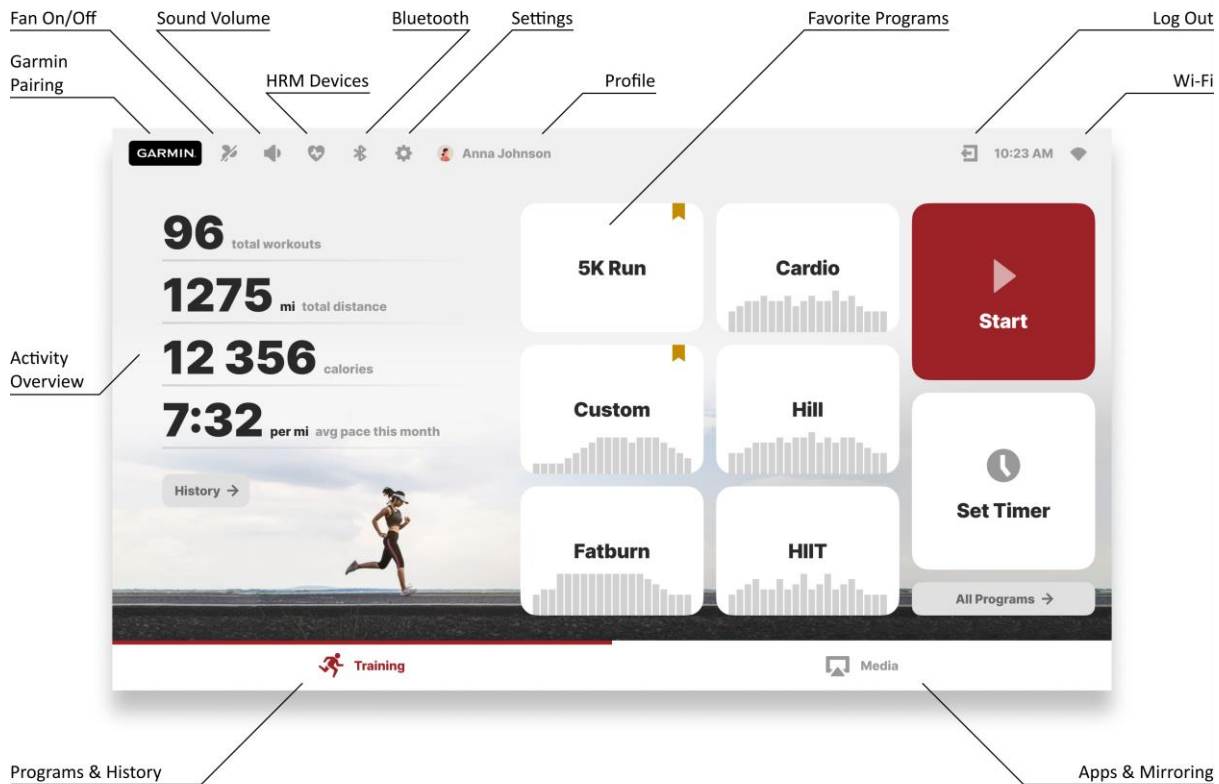 Fan On/Off
Sound Volume
Bluetooth
Settings
Favorite Programs
Log Out
Garmin
Pairing
HRM Devices
Profile
Wi-Fi
GARMIN.
Anna Johnson
10:23 AM
96 total workouts
1275 mi total distance
12 356 calories
7:32 per mi avg pace this month
History →
Activity
Overview
5K Run
Cardio
Start
Custom
Hill
Set Timer
Fatburn
HIIT
All Programs →
Training
Media
Programs & History
Apps & Mirroring